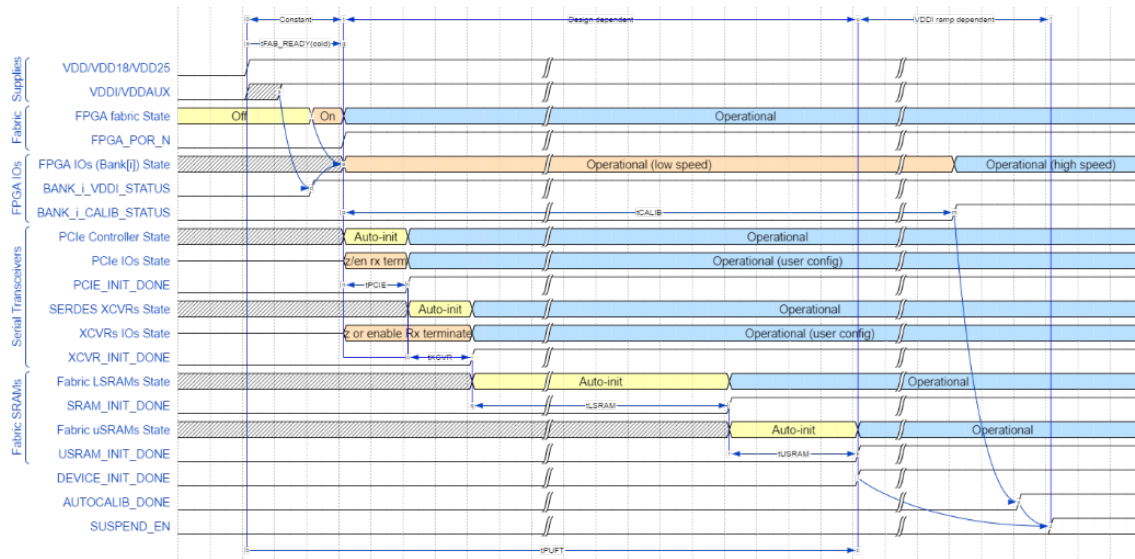 Constant Design dependent VDDI ramp dependent
tFAB_READY(cold)
Supplies
VDD/VDD18/VDD25
VDDI/VDDAUX
Fabric
FPGA fabric State Off On Operational
FPGA_POR_N
FPGA IOs
FPGA IOs (Bank[i]) State Operational (low speed) Operational (high speed)
BANK_i_VDDI_STATUS
BANK_i_CALIB_STATUS tCALIB
Serial Transceivers
PCIe Controller State Auto-init Operational
PCIe IOs State z/en rx term Operational (user config)
PCIE_INIT_DONE tPCIE
SERDES XCVRs State Auto-init Operational
XCVRs IOs State z or enable Rx terminate Operational (user config)
XCVR_INIT_DONE tXCVR
Fabric SRAMs
Fabric LSRAMs State Auto-init Operational
SRAM_INIT_DONE tLSRAM
Fabric uSRAMs State Auto-init Operational
USRAM_INIT_DONE tUSRAM
DEVICE_INIT_DONE
AUTOCALIB_DONE
SUSPEND_EN
tPUFT